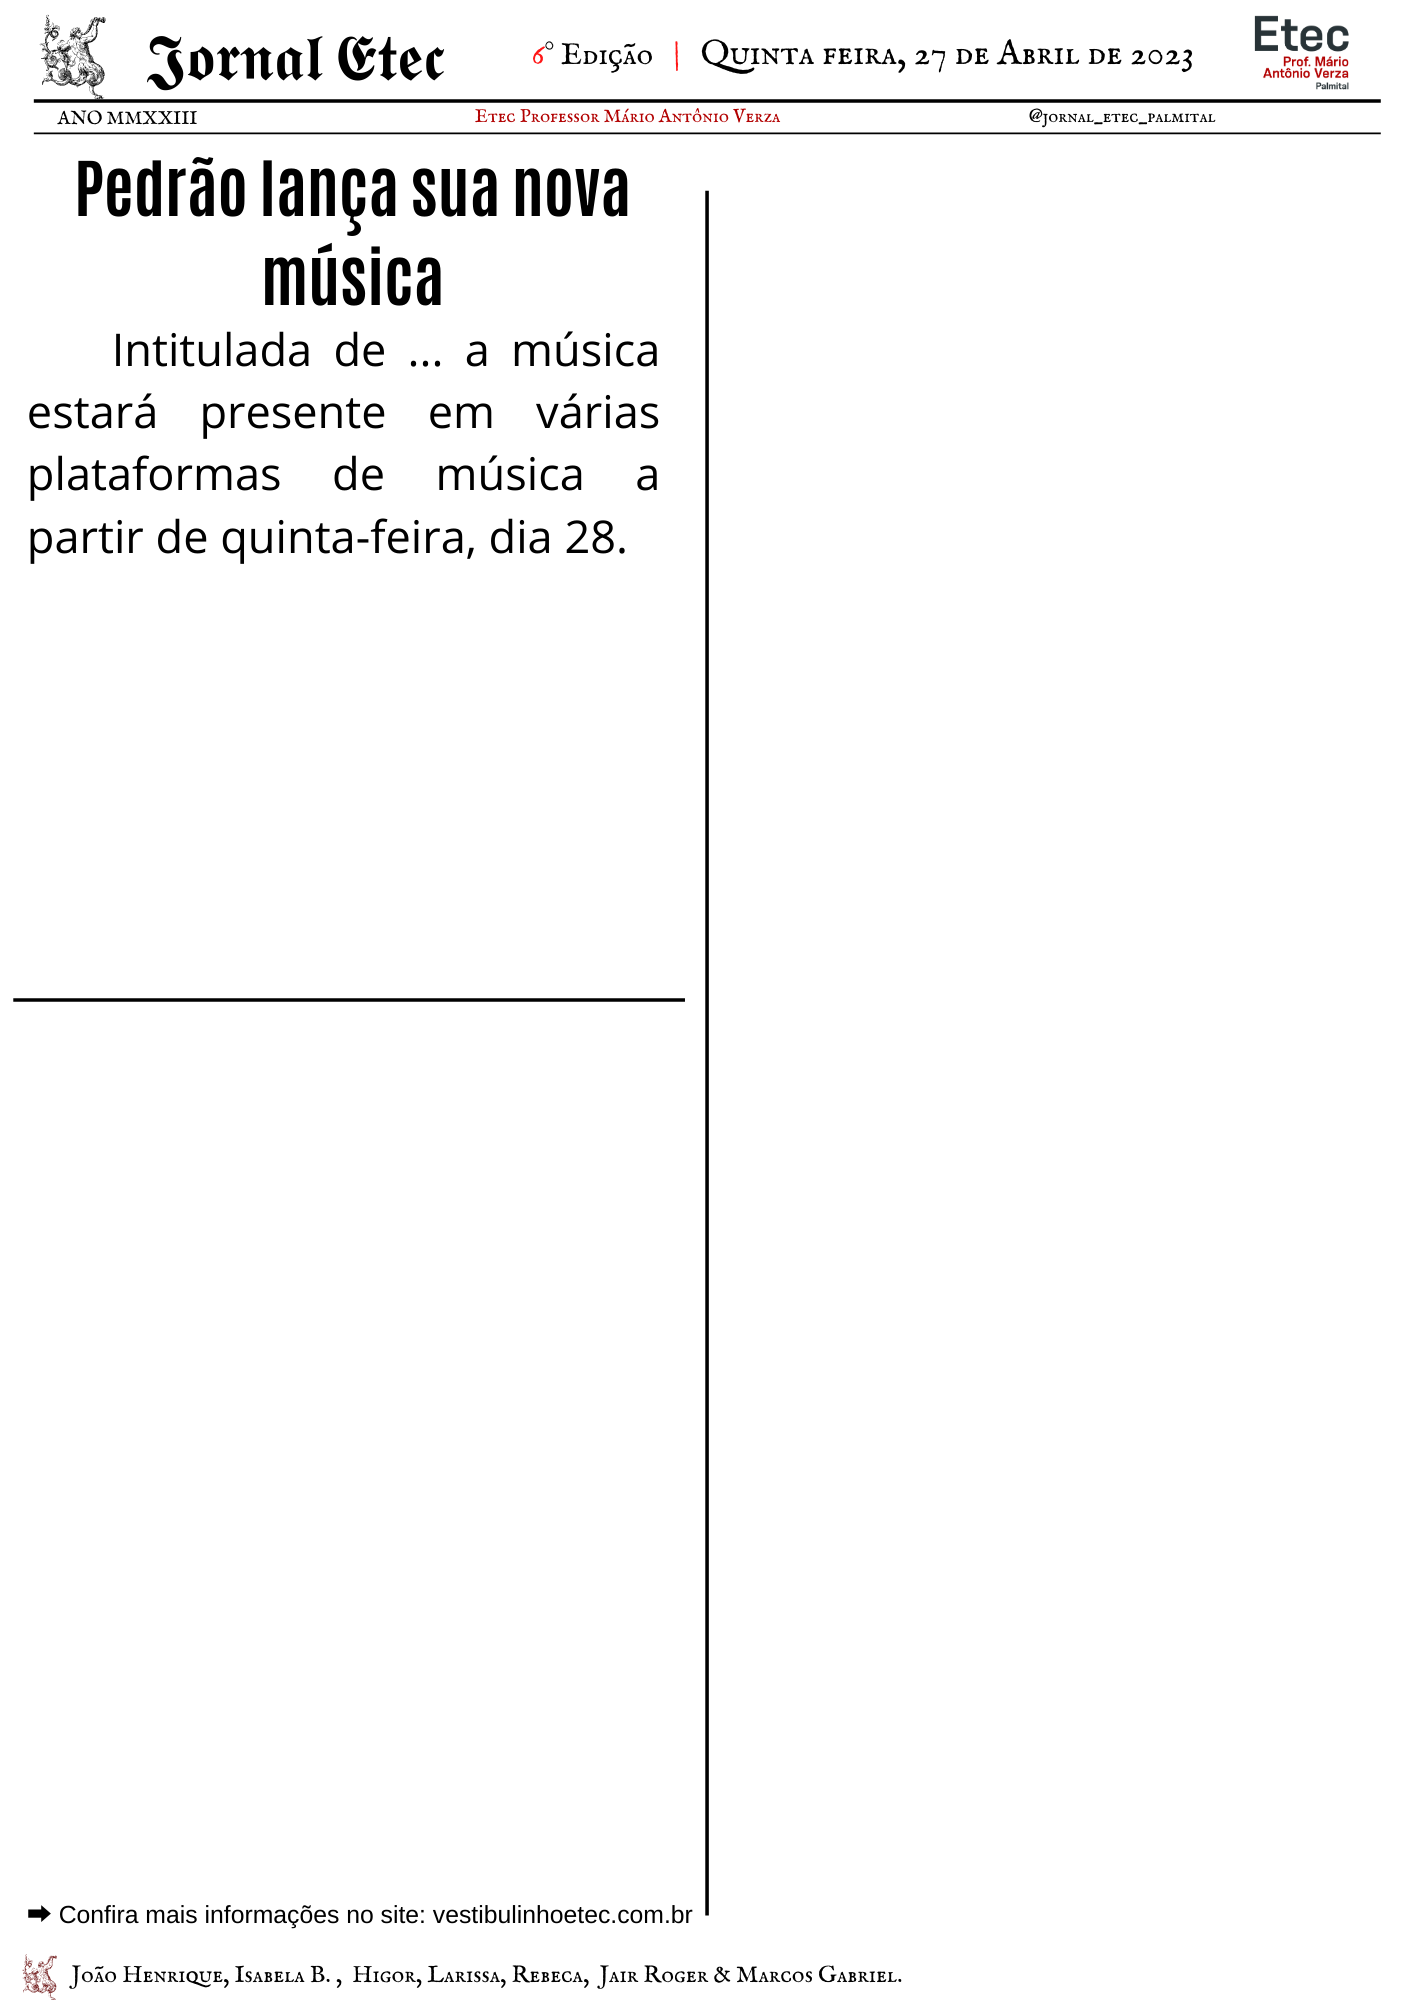 Jornal Etec
6° Edição | Quinta feira, 27 de Abril de 2023
Etec
Prof. Mário
Antônio Verza
Palmital
ANO MMXXIII
Etec Professor Mário Antônio Verza
@jornal_etec_palmital
Pedrão lança sua nova
música
Intitulada de ... a música
estará presente em várias
plataformas de música a
partir de quinta-feira, dia 28.
➡ Confira mais informações no site: vestibulinhoetec.com.br
João Henrique, Isabela B. , Higor, Larissa, Rebeca, Jair Roger & Marcos Gabriel.